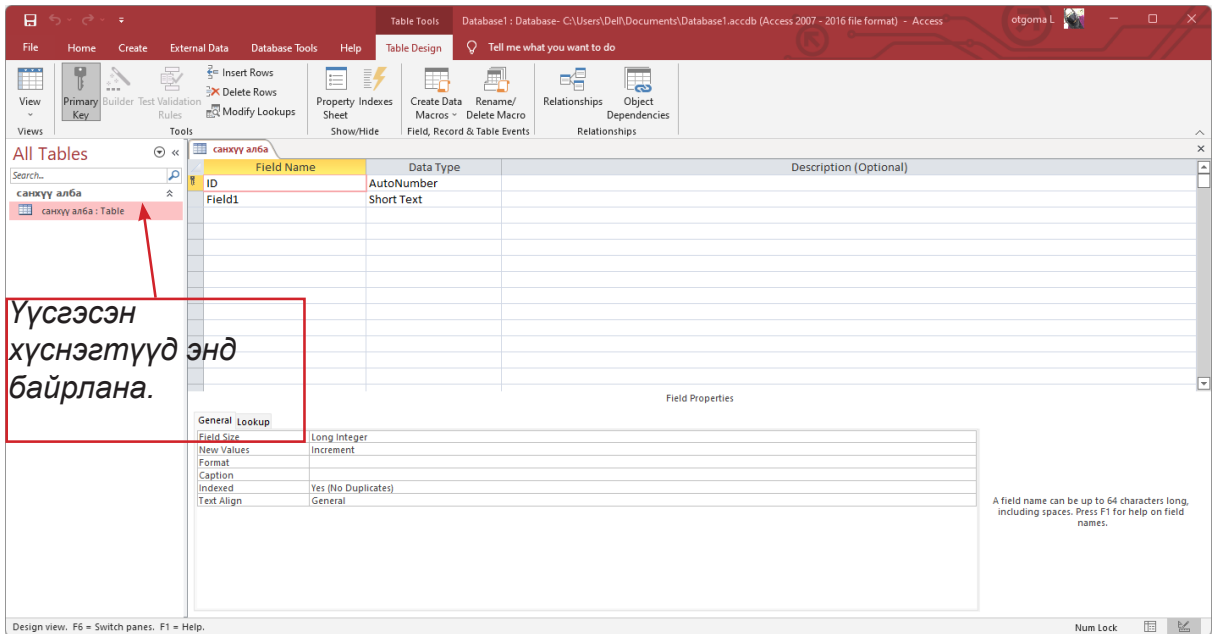 Table Tools Database1 : Database- C:\Users\Dell\Documents\Database1.accdb (Access 2007 - 2016 file format) - Access otgoma L
File Home Create External Data Database Tools Help Table Design Tell me what you want to do
View Primary Key Builder Test Validation Rules Insert Rows Delete Rows Modify Lookups Property Sheet Indexes Create Data Macros Rename/ Delete Macro Relationships Object Dependencies
Views Tools Show/Hide Field, Record & Table Events Relationships
All Tables «
Search...
санхүү алба
санхүү алба : Table
санхүү алба
Field Name Data Type Description (Optional)
ID AutoNumber
Field1 Short Text
Үүсгэсэн
хүснэгтүүд энд
байрлана.
Field Properties
General Lookup
Field Size Long Integer
New Values Increment
Format
Caption
Indexed Yes (No Duplicates)
Text Align General
A field name can be up to 64 characters long,
including spaces. Press F1 for help on field
names.
Design view. F6 = Switch panes. F1 = Help. Num Lock